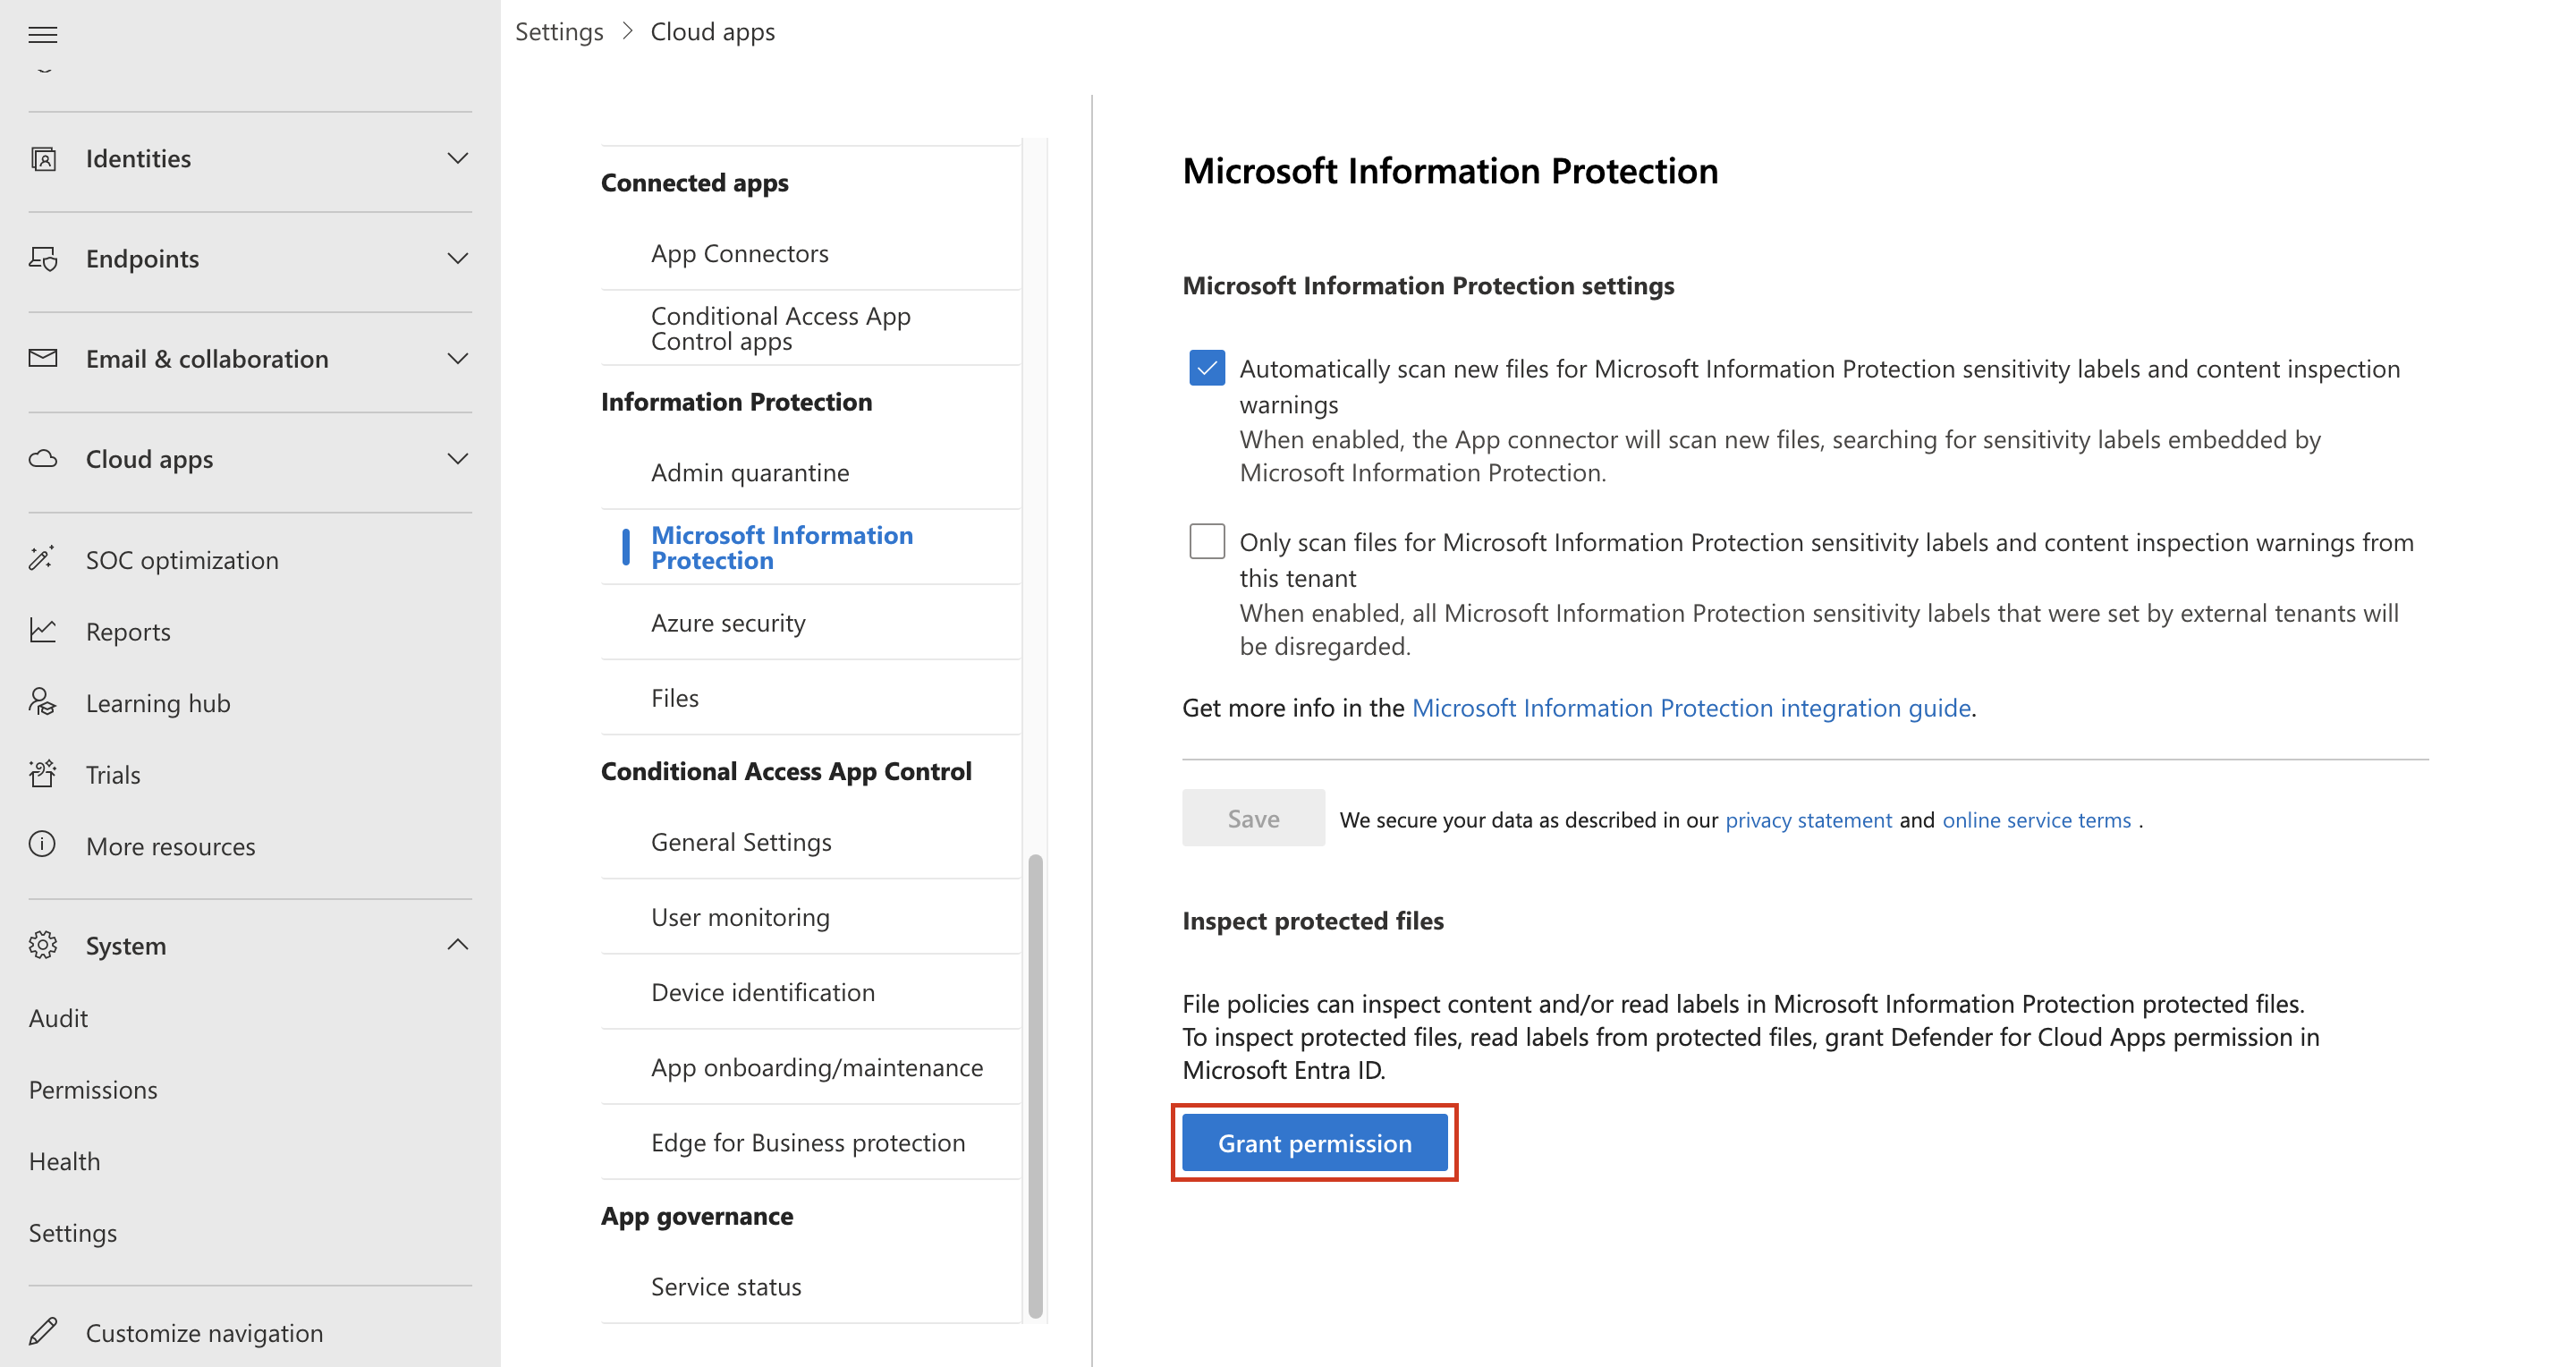 Settings > Cloud apps
Identities
Endpoints
Email & collaboration
Cloud apps
SOC optimization
Reports
Learning hub
Trials
More resources
System
Audit
Permissions
Health
Settings
Customize navigation
Connected apps
App Connectors
Conditional Access App
Control apps
Information Protection
Admin quarantine
Microsoft Information
Protection
Azure security
Files
Conditional Access App Control
General Settings
User monitoring
Device identification
App onboarding/maintenance
Edge for Business protection
App governance
Service status
Microsoft Information Protection
Microsoft Information Protection settings
Automatically scan new files for Microsoft Information Protection sensitivity labels and content inspection
warnings
When enabled, the App connector will scan new files, searching for sensitivity labels embedded by
Microsoft Information Protection.
Only scan files for Microsoft Information Protection sensitivity labels and content inspection warnings from
this tenant
When enabled, all Microsoft Information Protection sensitivity labels that were set by external tenants will
be disregarded.
Get more info in the Microsoft Information Protection integration guide.
Save We secure your data as described in our privacy statement and online service terms .
Inspect protected files
File policies can inspect content and/or read labels in Microsoft Information Protection protected files.
To inspect protected files, read labels from protected files, grant Defender for Cloud Apps permission in
Microsoft Entra ID.
Grant permission